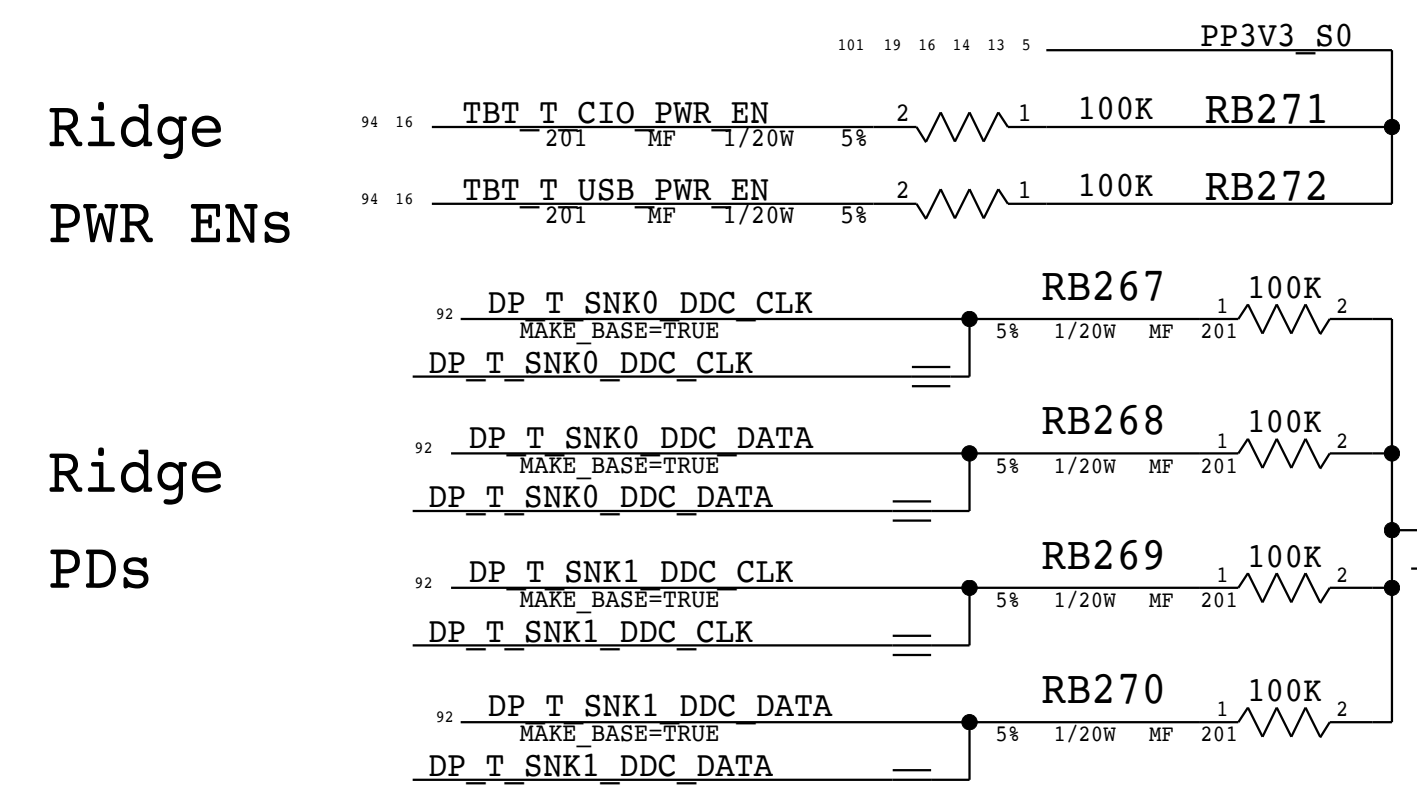 101 19 16 14 13 5 PP3V3_S0
Ridge
PWR ENs
94 16 TBT_T_CIO_PWR_EN 2 1 100K RB271
201 MF 1/20W 5%
94 16 TBT_T_USB_PWR_EN 2 1 100K RB272
201 MF 1/20W 5%
92 DP_T_SNK0_DDC_CLK RB267 1 100K 2
MAKE_BASE=TRUE 5% 1/20W MF 201
DP_T_SNK0_DDC_CLK
Ridge
PDs
92 DP_T_SNK0_DDC_DATA RB268 1 100K 2
MAKE_BASE=TRUE 5% 1/20W MF 201
DP_T_SNK0_DDC_DATA
92 DP_T_SNK1_DDC_CLK RB269 1 100K 2
MAKE_BASE=TRUE 5% 1/20W MF 201
DP_T_SNK1_DDC_CLK
92 DP_T_SNK1_DDC_DATA RB270 1 100K 2
MAKE_BASE=TRUE 5% 1/20W MF 201
DP_T_SNK1_DDC_DATA